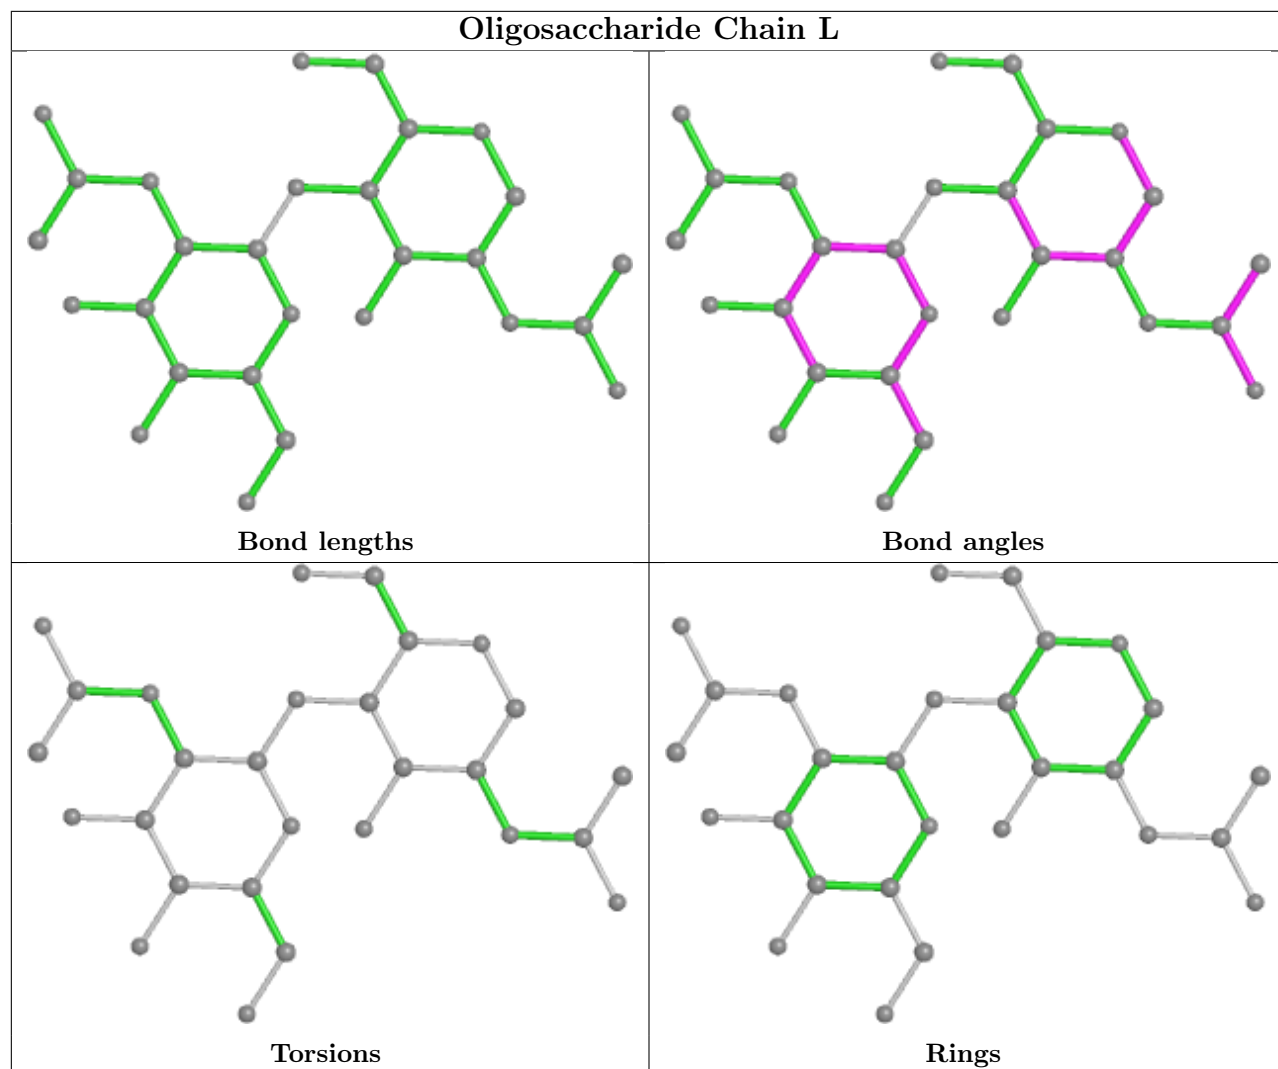 Oligosaccharide Chain L
Bond lengths
Bond angles
Torsions
Rings